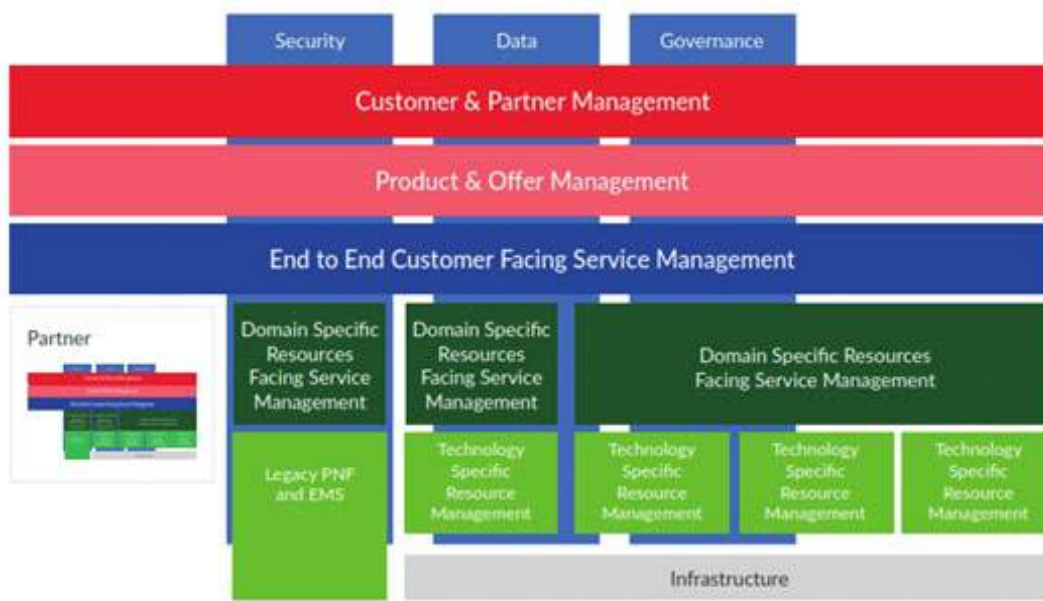 Security
Data
Governance
Customer & Partner Management
Product & Offer Management
End to End Customer Facing Service Management
Partner
Domain Specific
Resources
Facing Service
Management
Domain Specific
Resources
Facing Service
Management
Domain Specific Resources
Facing Service Management
Legacy PNF
and EMS
Technology
Specific
Resource
Management
Technology
Specific
Resource
Management
Technology
Specific
Resource
Management
Technology
Specific
Resource
Management
Infrastructure